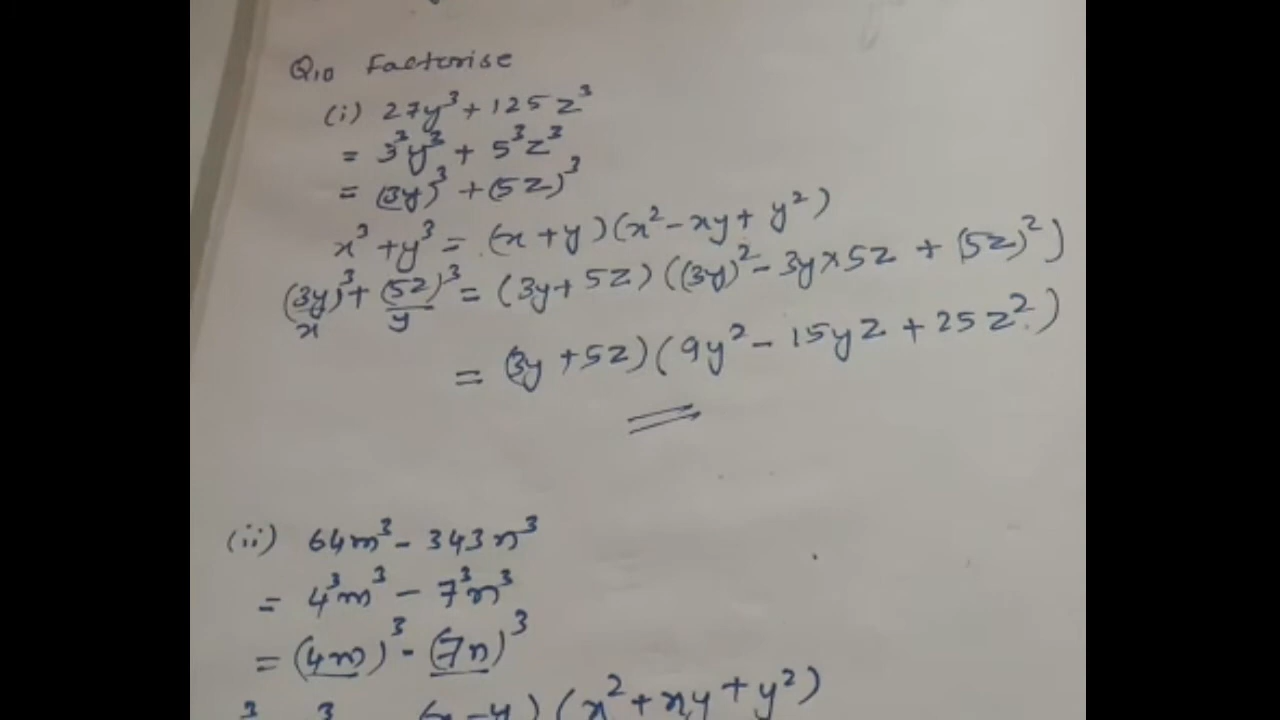 Q10 Factorise
(i) 27y³ + 125z³
= 3³y³ + 5³z³
= (3y)³ + (5z)³
x³ + y³ = (x + y)(x² - xy + y²)
(3y)³ + (5z)³ = (3y + 5z)((3y)² - 3y×5z + (5z)²)
x y
= (3y + 5z)(9y² - 15yz + 25z²)
(ii) 64m³ - 343n³
= 4³m³ - 7³n³
= (4m)³ - (7n)³
(x - y)(x² + xy + y²)